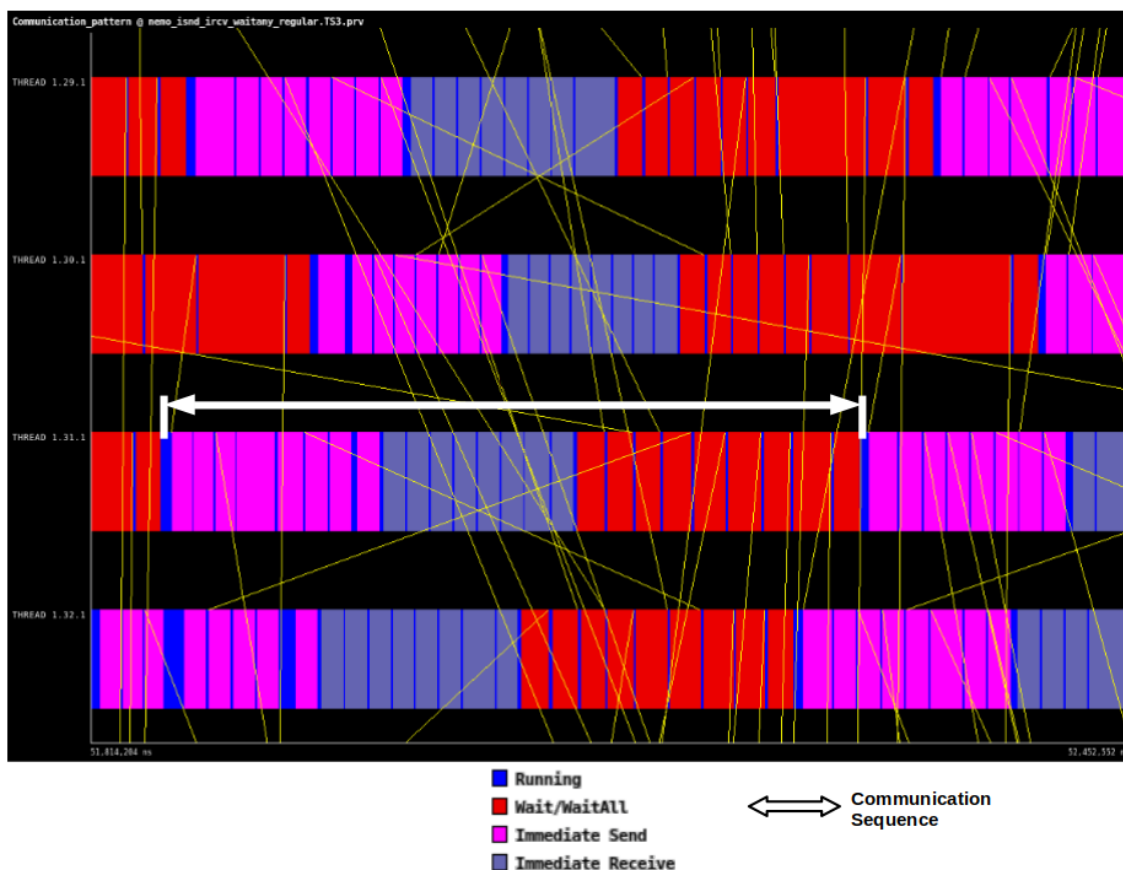 Communication_pattern @ nemo_isnd_ircv_waitany_regular.TS3.prv
THREAD 1.29.1
THREAD 1.30.1
THREAD 1.31.1
THREAD 1.32.1
51,814,204 ns
52,452,552
Running
Wait/WaitAll
Immediate Send
Immediate Receive
Communication
Sequence